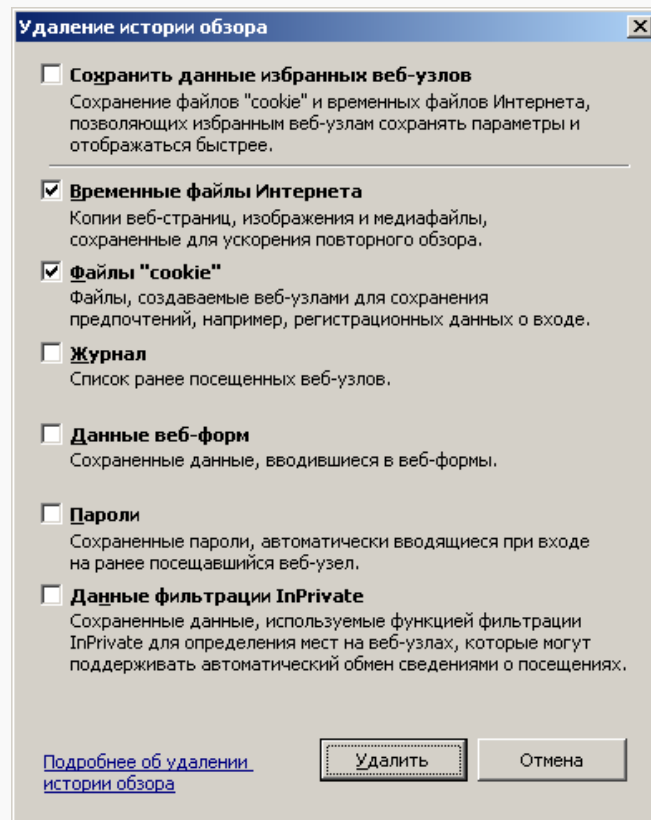 Удаление истории обзора
Сохранить данные избранных веб-узлов
Сохранение файлов "cookie" и временных файлов Интернета,
позволяющих избранным веб-узлам сохранять параметры и
отображаться быстрее.
Временные файлы Интернета
Копии веб-страниц, изображения и медиафайлы,
сохраненные для ускорения повторного обзора.
Файлы "cookie"
Файлы, создаваемые веб-узлами для сохранения
предпочтений, например, регистрационных данных о входе.
Журнал
Список ранее посещенных веб-узлов.
Данные веб-форм
Сохраненные данные, вводившиеся в веб-формы.
Пароли
Сохраненные пароли, автоматически вводящиеся при входе
на ранее посещавшийся веб-узел.
Данные фильтрации InPrivate
Сохраненные данные, используемые функцией фильтрации
InPrivate для определения мест на веб-узлах, которые могут
поддерживать автоматический обмен сведениями о посещениях.
Подробнее об удалении
истории обзора
Удалить
Отмена